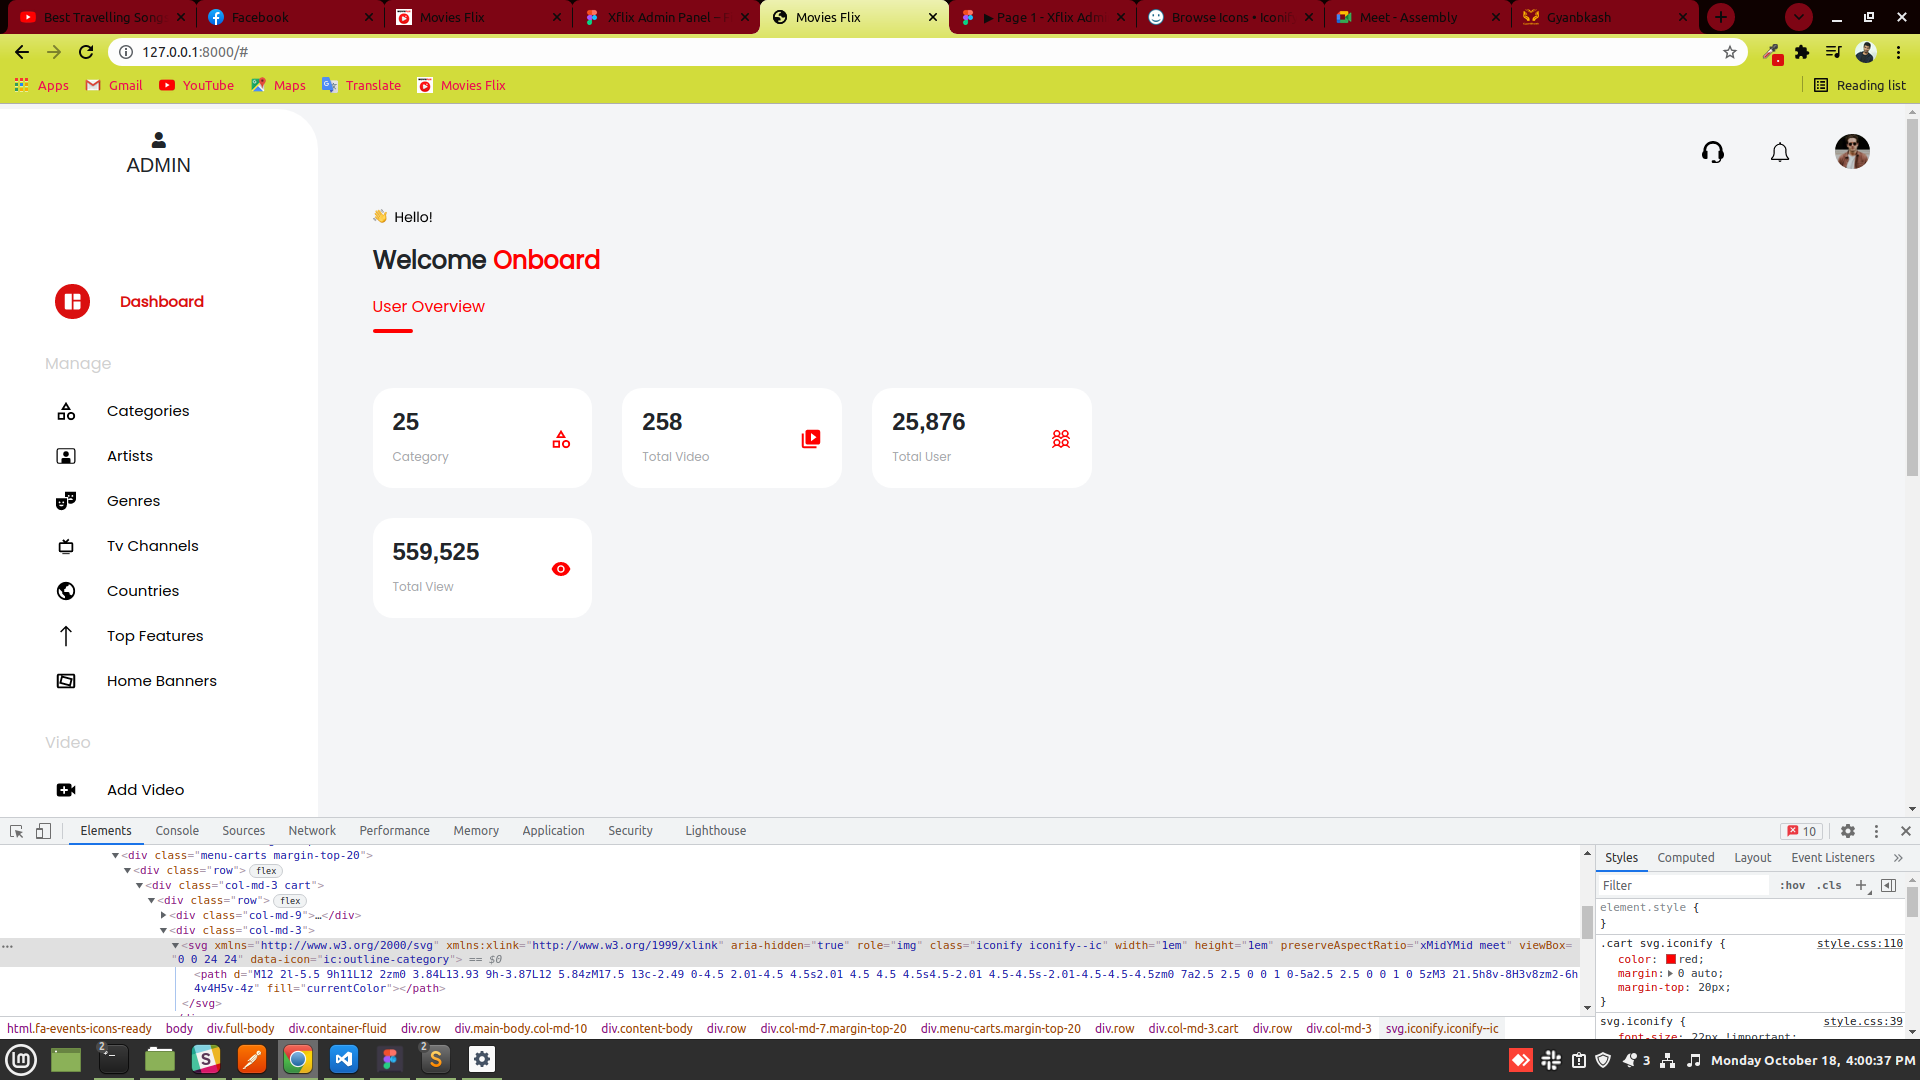 Best Travelling Song
Facebook
Movies Flix
Xflix Admin Panel – F
Movies Flix
▶ Page 1 - Xflix Adm
Browse Icons • Iconif
Meet - Assembly
Gyanbkash
127.0.0.1:8000/#
Apps
Gmail
YouTube
Maps
Translate
Movies Flix
Reading list
ADMIN
👋 Hello!
Welcome Onboard
User Overview
Dashboard
Manage
Categories
Artists
Genres
Tv Channels
Countries
Top Features
Home Banners
Video
Add Video
25
Category
258
Total Video
25,876
Total User
559,525
Total View
Elements
Console
Sources
Network
Performance
Memory
Application
Security
Lighthouse
10
<div class="menu-carts margin-top-20">
<div class="row"> flex
<div class="col-md-3 cart">
<div class="row"> flex
<div class="col-md-9">…</div>
<div class="col-md-3">
<svg xmlns="http://www.w3.org/2000/svg" xmlns:xlink="http://www.w3.org/1999/xlink" aria-hidden="true" role="img" class="iconify iconify--ic" width="1em" height="1em" preserveAspectRatio="xMidYMid meet" viewBox=
"0 0 24 24" data-icon="ic:outline-category"> == $0
<path d="M12 2l-5.5 9h11L12 2zm0 3.84L13.93 9h-3.87L12 5.84zM17.5 13c-2.49 0-4.5 2.01-4.5 4.5s2.01 4.5 4.5 4.5s4.5-2.01 4.5-4.5s-2.01-4.5-4.5-4.5zm0 7a2.5 2.5 0 0 1 0-5a2.5 2.5 0 0 1 0 5zM3 21.5h8v-8H3v8zm2-6h
4v4H5v-4z" fill="currentColor"></path>
</svg>
html.fa-events-icons-ready
body
div.full-body
div.container-fluid
div.row
div.main-body.col-md-10
div.content-body
div.row
div.col-md-7.margin-top-20
div.menu-carts.margin-top-20
div.row
div.col-md-3.cart
div.row
div.col-md-3
svg.iconify.iconify--ic
Styles
Computed
Layout
Event Listeners
»
Filter
:hov
.cls
element.style {
}
.cart svg.iconify {
style.css:110
color: red;
margin: 0 auto;
margin-top: 20px;
}
svg.iconify {
style.css:39
font-size: 22px !important;
2
2
3
Monday October 18, 4:00:37 PM